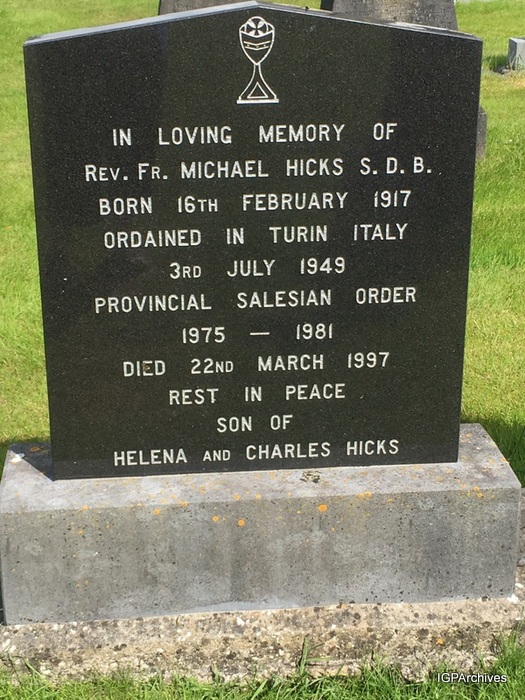 IN LOVING MEMORY OF
REV. FR. MICHAEL HICKS S.D.B.
BORN 16TH FEBRUARY 1917
ORDAINED IN TURIN ITALY
3RD JULY 1949
PROVINCIAL SALESIAN ORDER
1975 — 1981
DIED 22ND MARCH 1997
REST IN PEACE
SON OF
HELENA AND CHARLES HICKS
IGPArchives